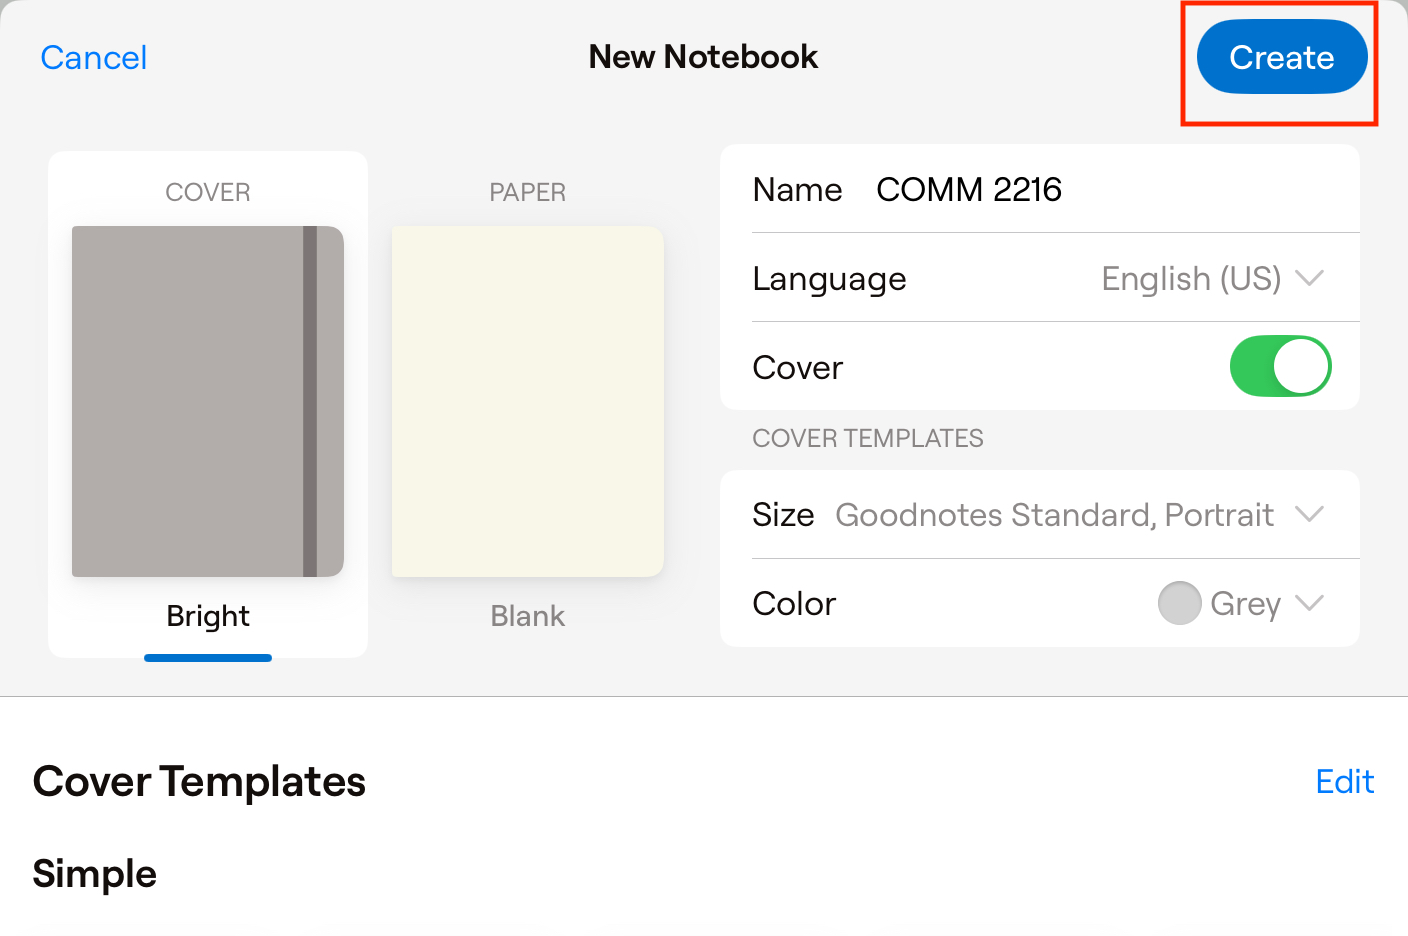 Cancel
New Notebook
Create
COVER
PAPER
Bright
Blank
Name COMM 2216
Language English (US)
Cover
COVER TEMPLATES
Size Goodnotes Standard, Portrait
Color Grey
Cover Templates
Edit
Simple